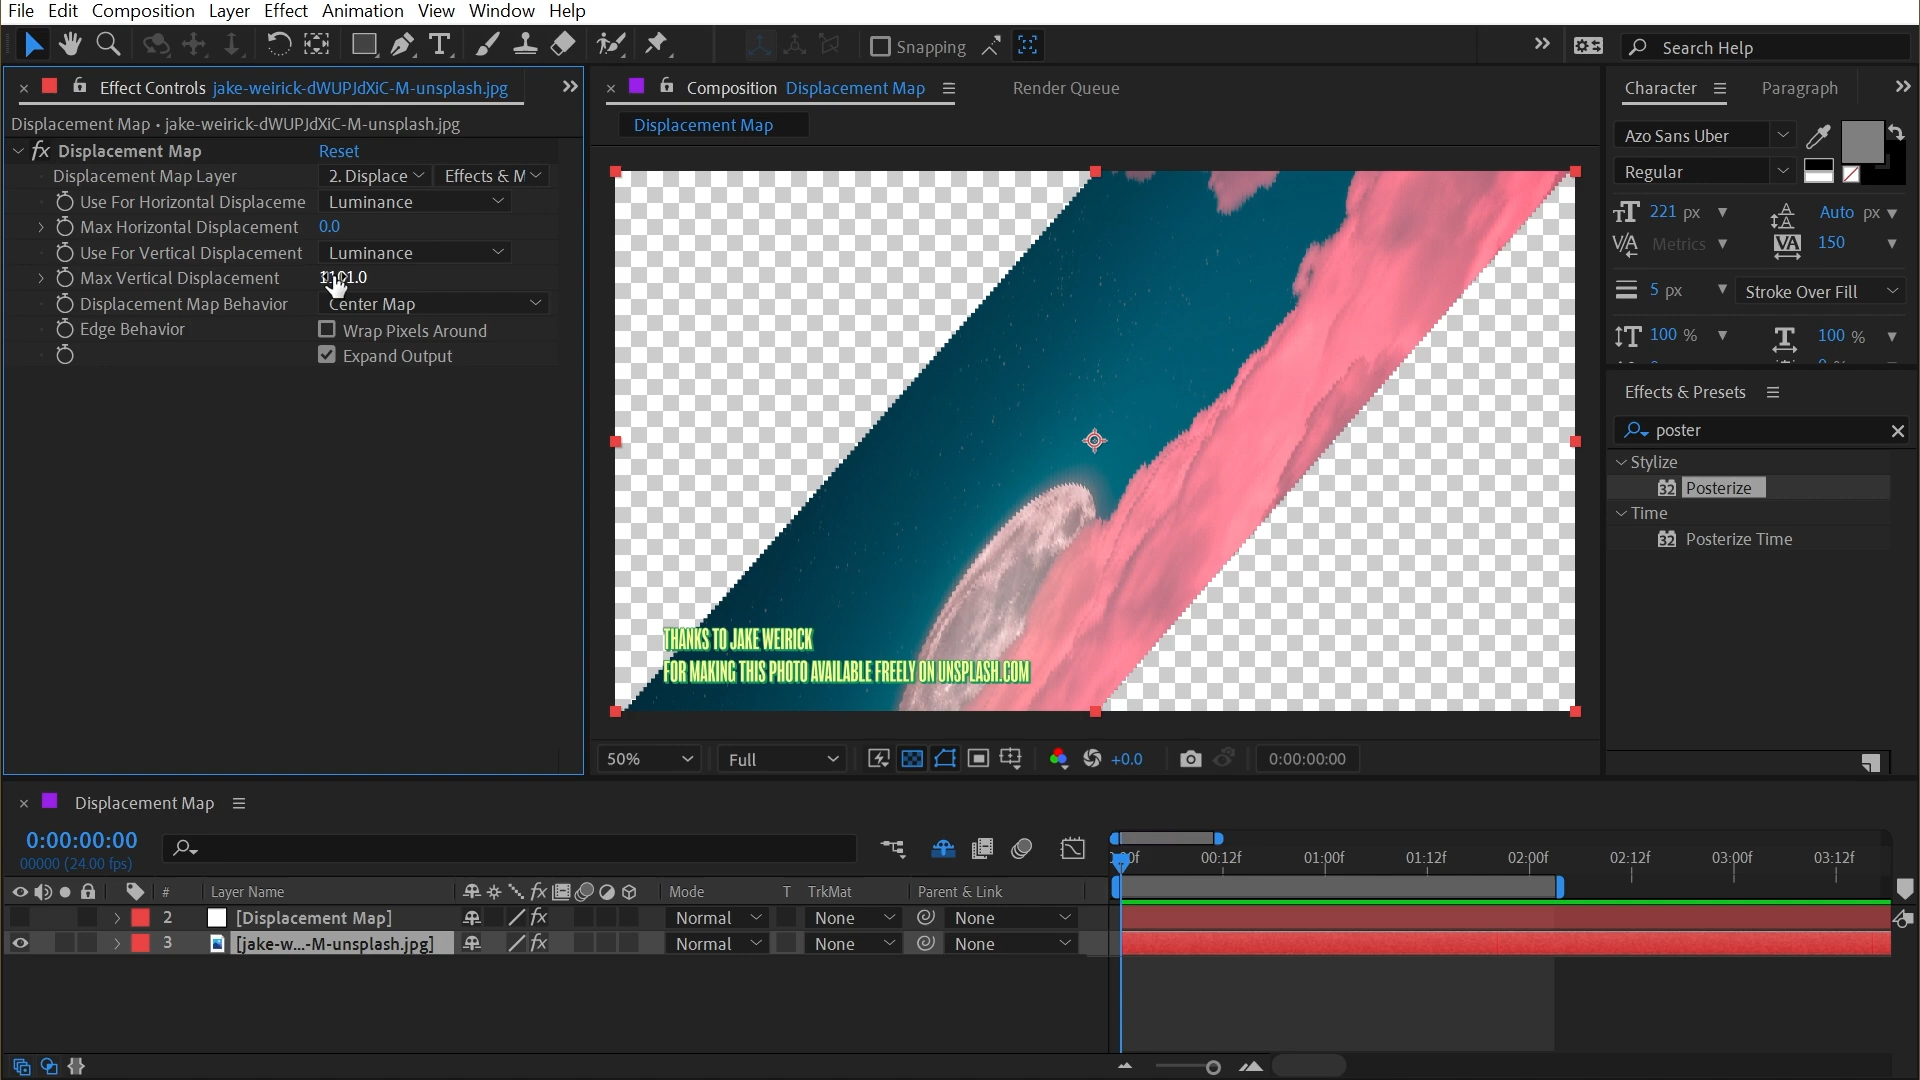 File Edit Composition Layer Effect Animation View Window Help
Snapping
Search Help
Effect Controls jake-weirick-dWUPJdXiC-M-unsplash.jpg
Composition Displacement Map
Render Queue
Character
Paragraph
Displacement Map • jake-weirick-dWUPJdXiC-M-unsplash.jpg
Displacement Map
fx Displacement Map Reset
Displacement Map Layer 2. Displace Effects & M
Use For Horizontal Displaceme Luminance
Max Horizontal Displacement 0.0
Use For Vertical Displacement Luminance
Max Vertical Displacement
Displacement Map Behavior Center Map
Edge Behavior Wrap Pixels Around
Expand Output
Azo Sans Uber
Regular
221 px Auto px
Metrics 150
5 px Stroke Over Fill
100 % 100 %
Effects & Presets
poster
Stylize
32 Posterize
Time
32 Posterize Time
THANKS TO JAKE WEIRICK
FOR MAKING THIS PHOTO AVAILABLE FREELY ON UNSPLASH.COM
50% Full +0.0 0:00:00:00
Displacement Map
0:00:00:00
00000 (24.00 fps)
00:12f 01:00f 01:12f 02:00f 02:12f 03:00f 03:12f
# Layer Name fx Mode T TrkMat Parent & Link
2 [Displacement Map] fx Normal None None
3 [jake-w...-M-unsplash.jpg] fx Normal None None